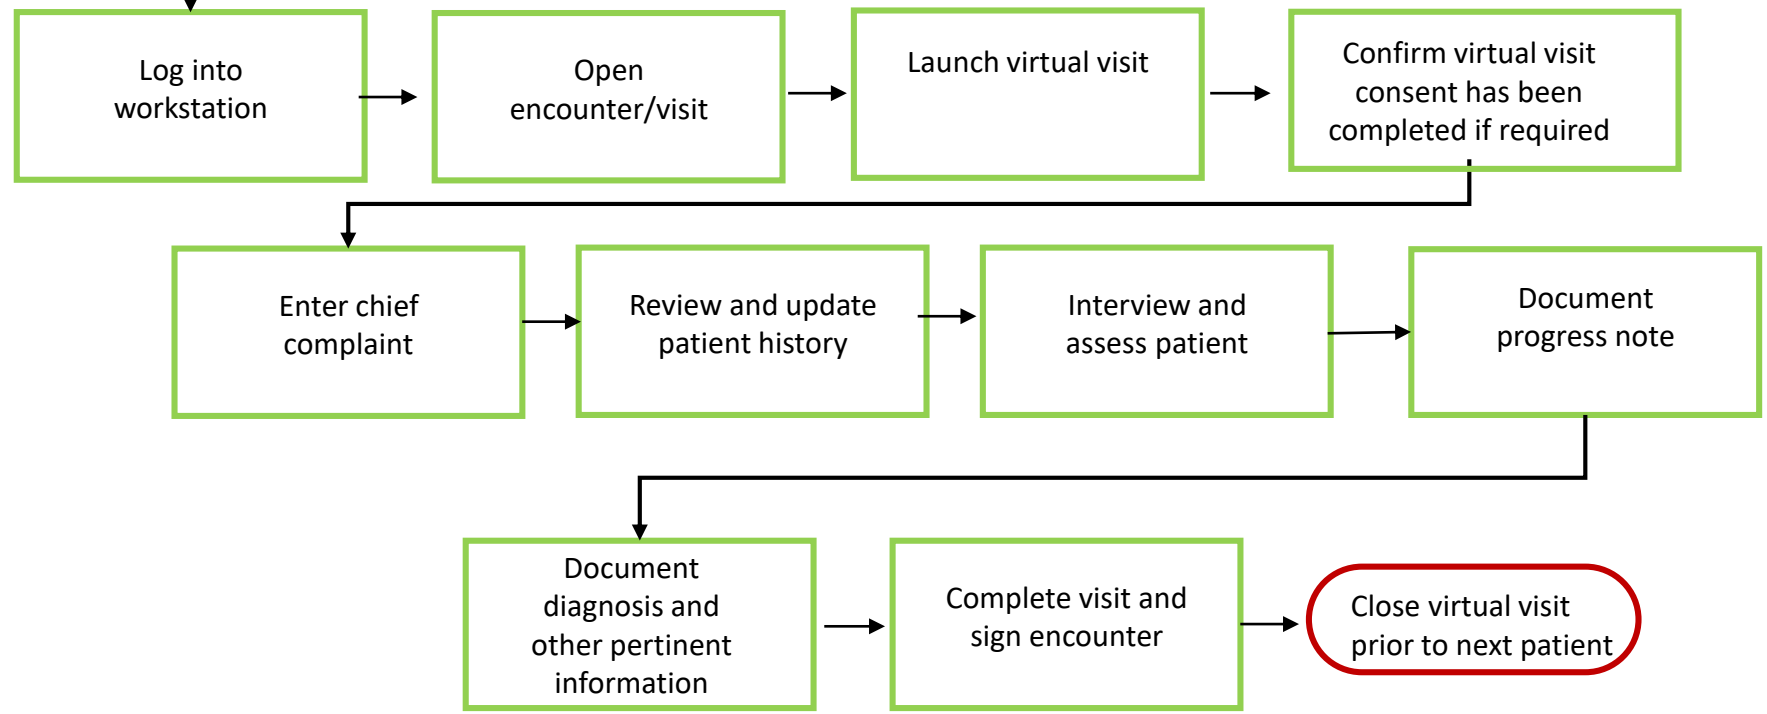 Log into
workstation
Open
encounter/visit
Launch virtual visit
Confirm virtual visit
consent has been
completed if required
Enter chief
complaint
Review and update
patient history
Interview and
assess patient
Document
progress note
Document
diagnosis and
other pertinent
information
Complete visit and
sign encounter
Close virtual visit
prior to next patient